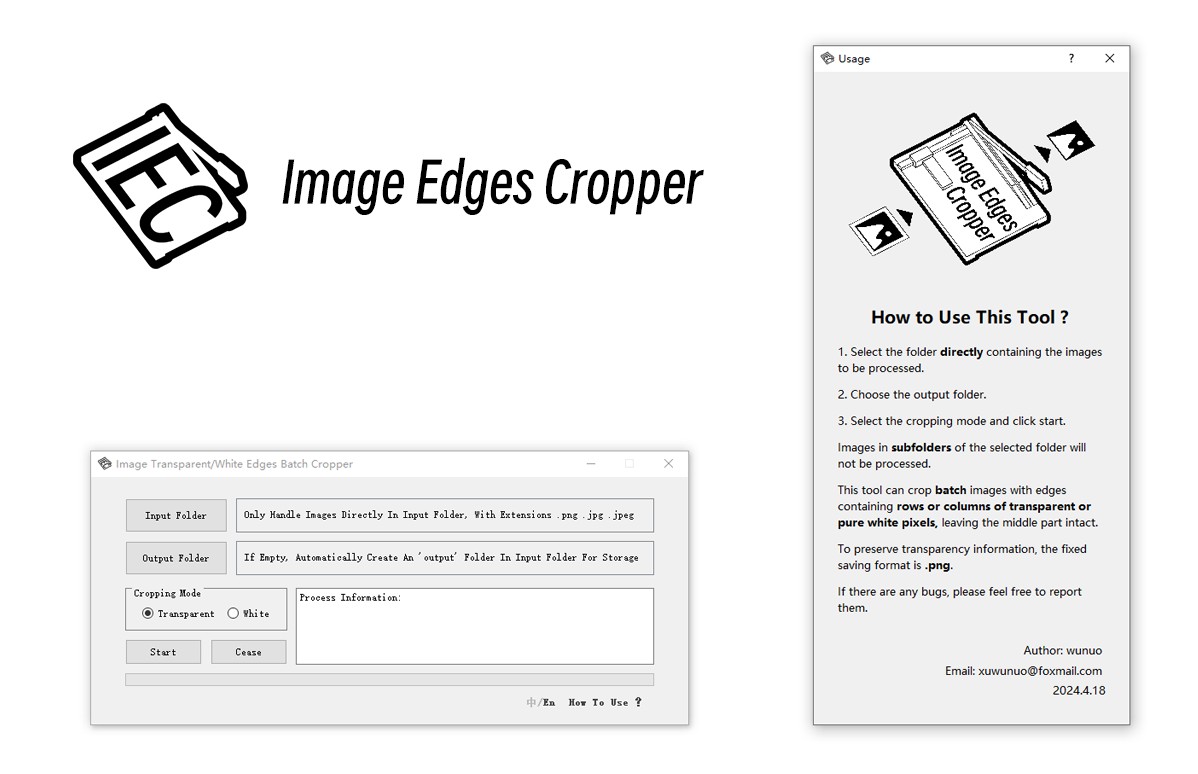 IEC
Image Edges Cropper
Image Transparent/White Edges Batch Cropper
Input Folder
Only Handle Images Directly In Input Folder, With Extensions .png .jpg .jpeg
Output Folder
If Empty, Automatically Create An 'output' Folder In Input Folder For Storage
Cropping Mode
Transparent
White
Start
Cease
Process Information:
中/En
How To Use ?
Usage
?
Image Edges
Cropper
How to Use This Tool ?
1. Select the folder directly containing the images
to be processed.
2. Choose the output folder.
3. Select the cropping mode and click start.
Images in subfolders of the selected folder will
not be processed.
This tool can crop batch images with edges
containing rows or columns of transparent or
pure white pixels, leaving the middle part intact.
To preserve transparency information, the fixed
saving format is .png.
If there are any bugs, please feel free to report
them.
Author: wunuo
Email: xuwunuo@foxmail.com
2024.4.18